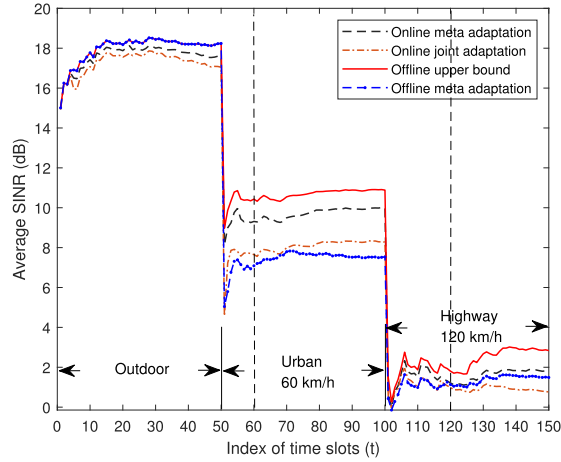 20
18
16
14
12
10
8
6
4
2
0
Average SINR (dB)
Online meta adaptation
Online joint adaptation
Offline upper bound
Offline meta adaptation
Outdoor
Urban
60 km/h
Highway
120 km/h
0 10 20 30 40 50 60 70 80 90 100 110 120 130 140 150
Index of time slots (t)